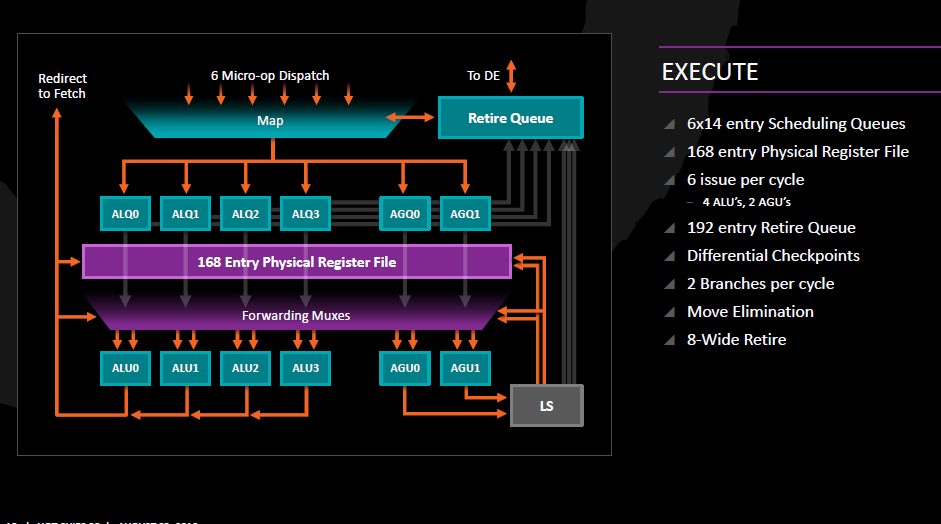 EXECUTE
Redirect
to Fetch
6 Micro-op Dispatch
To DE
Map
Retire Queue
ALQ0
ALQ1
ALQ2
ALQ3
AGQ0
AGQ1
168 Entry Physical Register File
Forwarding Muxes
ALU0
ALU1
ALU2
ALU3
AGU0
AGU1
LS
6x14 entry Scheduling Queues
168 entry Physical Register File
6 issue per cycle
– 4 ALU's, 2 AGU's
192 entry Retire Queue
Differential Checkpoints
2 Branches per cycle
Move Elimination
8-Wide Retire